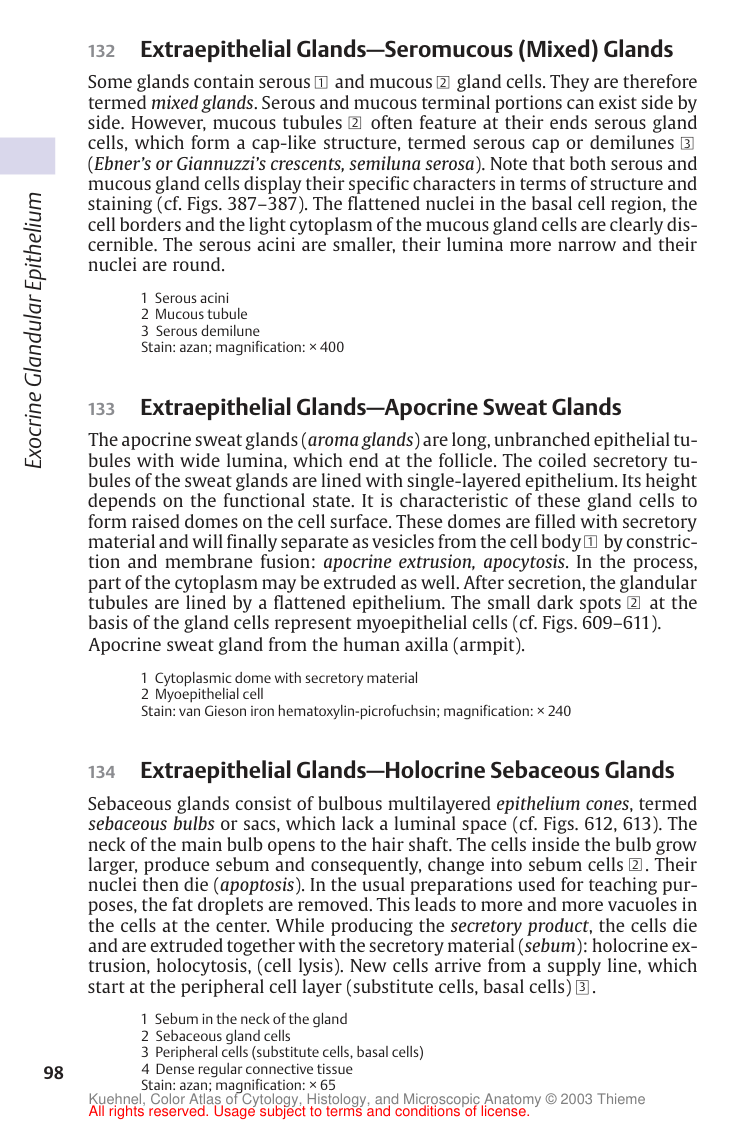 132 Extraepithelial Glands—Seromucous (Mixed) Glands
Some glands contain serous 1 and mucous 2 gland cells. They are therefore
termed mixed glands. Serous and mucous terminal portions can exist side by
side. However, mucous tubules 2 often feature at their ends serous gland
cells, which form a cap-like structure, termed serous cap or demilunes 3
(Ebner's or Giannuzzi's crescents, semiluna serosa). Note that both serous and
mucous gland cells display their specific characters in terms of structure and
staining (cf. Figs. 387–387). The flattened nuclei in the basal cell region, the
cell borders and the light cytoplasm of the mucous gland cells are clearly dis-
cernible. The serous acini are smaller, their lumina more narrow and their
nuclei are round.
1 Serous acini
2 Mucous tubule
3 Serous demilune
Stain: azan; magnification: × 400
Exocrine Glandular Epithelium
133 Extraepithelial Glands—Apocrine Sweat Glands
The apocrine sweat glands (aroma glands) are long, unbranched epithelial tu-
bules with wide lumina, which end at the follicle. The coiled secretory tu-
bules of the sweat glands are lined with single-layered epithelium. Its height
depends on the functional state. It is characteristic of these gland cells to
form raised domes on the cell surface. These domes are filled with secretory
material and will finally separate as vesicles from the cell body 1 by constric-
tion and membrane fusion: apocrine extrusion, apocytosis. In the process,
part of the cytoplasm may be extruded as well. After secretion, the glandular
tubules are lined by a flattened epithelium. The small dark spots 2 at the
basis of the gland cells represent myoepithelial cells (cf. Figs. 609–611).
Apocrine sweat gland from the human axilla (armpit).
1 Cytoplasmic dome with secretory material
2 Myoepithelial cell
Stain: van Gieson iron hematoxylin-picrofuchsin; magnification: × 240
134 Extraepithelial Glands—Holocrine Sebaceous Glands
Sebaceous glands consist of bulbous multilayered epithelium cones, termed
sebaceous bulbs or sacs, which lack a luminal space (cf. Figs. 612, 613). The
neck of the main bulb opens to the hair shaft. The cells inside the bulb grow
larger, produce sebum and consequently, change into sebum cells 2. Their
nuclei then die (apoptosis). In the usual preparations used for teaching pur-
poses, the fat droplets are removed. This leads to more and more vacuoles in
the cells at the center. While producing the secretory product, the cells die
and are extruded together with the secretory material (sebum): holocrine ex-
trusion, holocytosis, (cell lysis). New cells arrive from a supply line, which
start at the peripheral cell layer (substitute cells, basal cells) 3.
1 Sebum in the neck of the gland
2 Sebaceous gland cells
3 Peripheral cells (substitute cells, basal cells)
4 Dense regular connective tissue
Stain: azan; magnification: × 65
98
Kuehnel, Color Atlas of Cytology, Histology, and Microscopic Anatomy © 2003 Thieme
All rights reserved. Usage subject to terms and conditions of license.